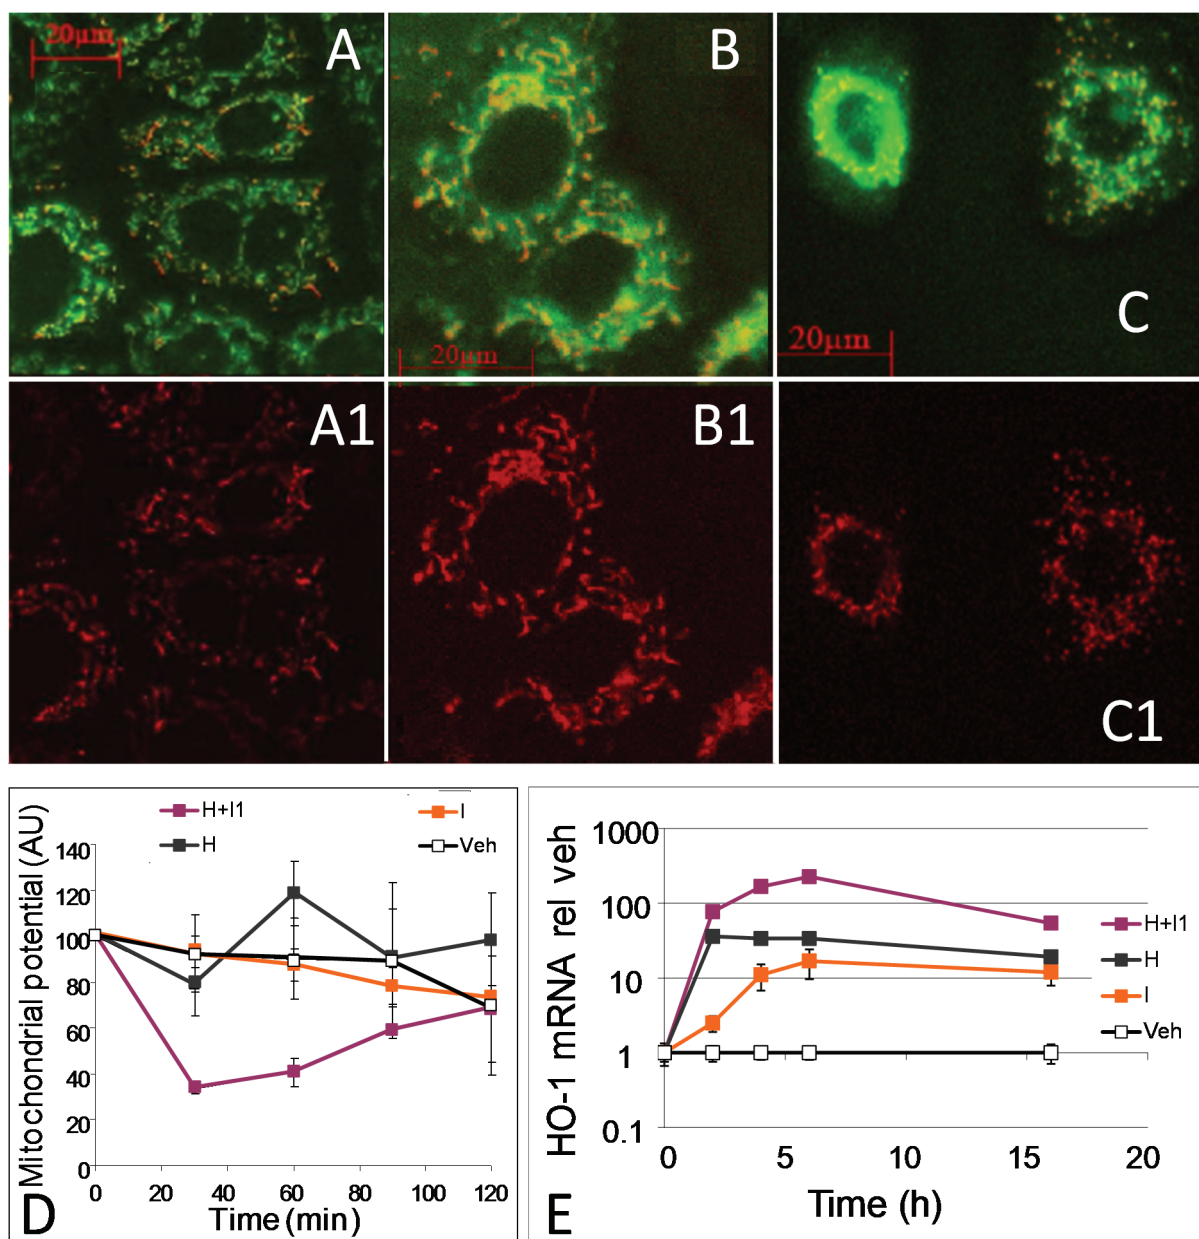 20µm
A
B
20µm
C
20µm
A1
B1
C1
H+I1
I
H
Veh
Mitochondrial potential (AU)
140
120
100
80
60
40
20
0
0 20 40 60 80 100 120
Time (min)
D
HO-1 mRNA rel veh
1000
100
10
1
0.1
0 5 10 15 20
Time (h)
H+I1
H
I
Veh
E